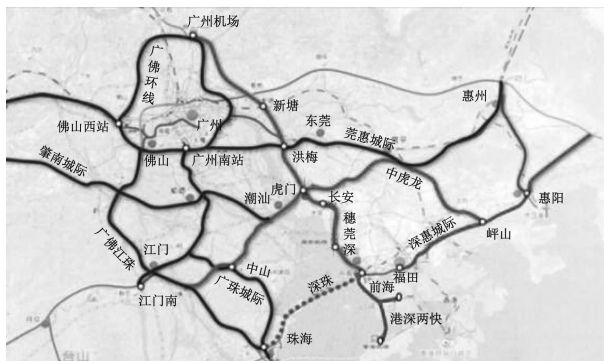 广州机场
广佛环线
新塘
惠州
东莞
广州
佛山西站
莞惠城际
佛山
广州南站
洪梅
肇南城际
中虎龙
虎门
长安
惠阳
潮汕
穗莞深
深惠城际
岬山
广佛江珠
江门
中山
福田
前海
深珠
广珠城际
江门南
港深两快
珠海